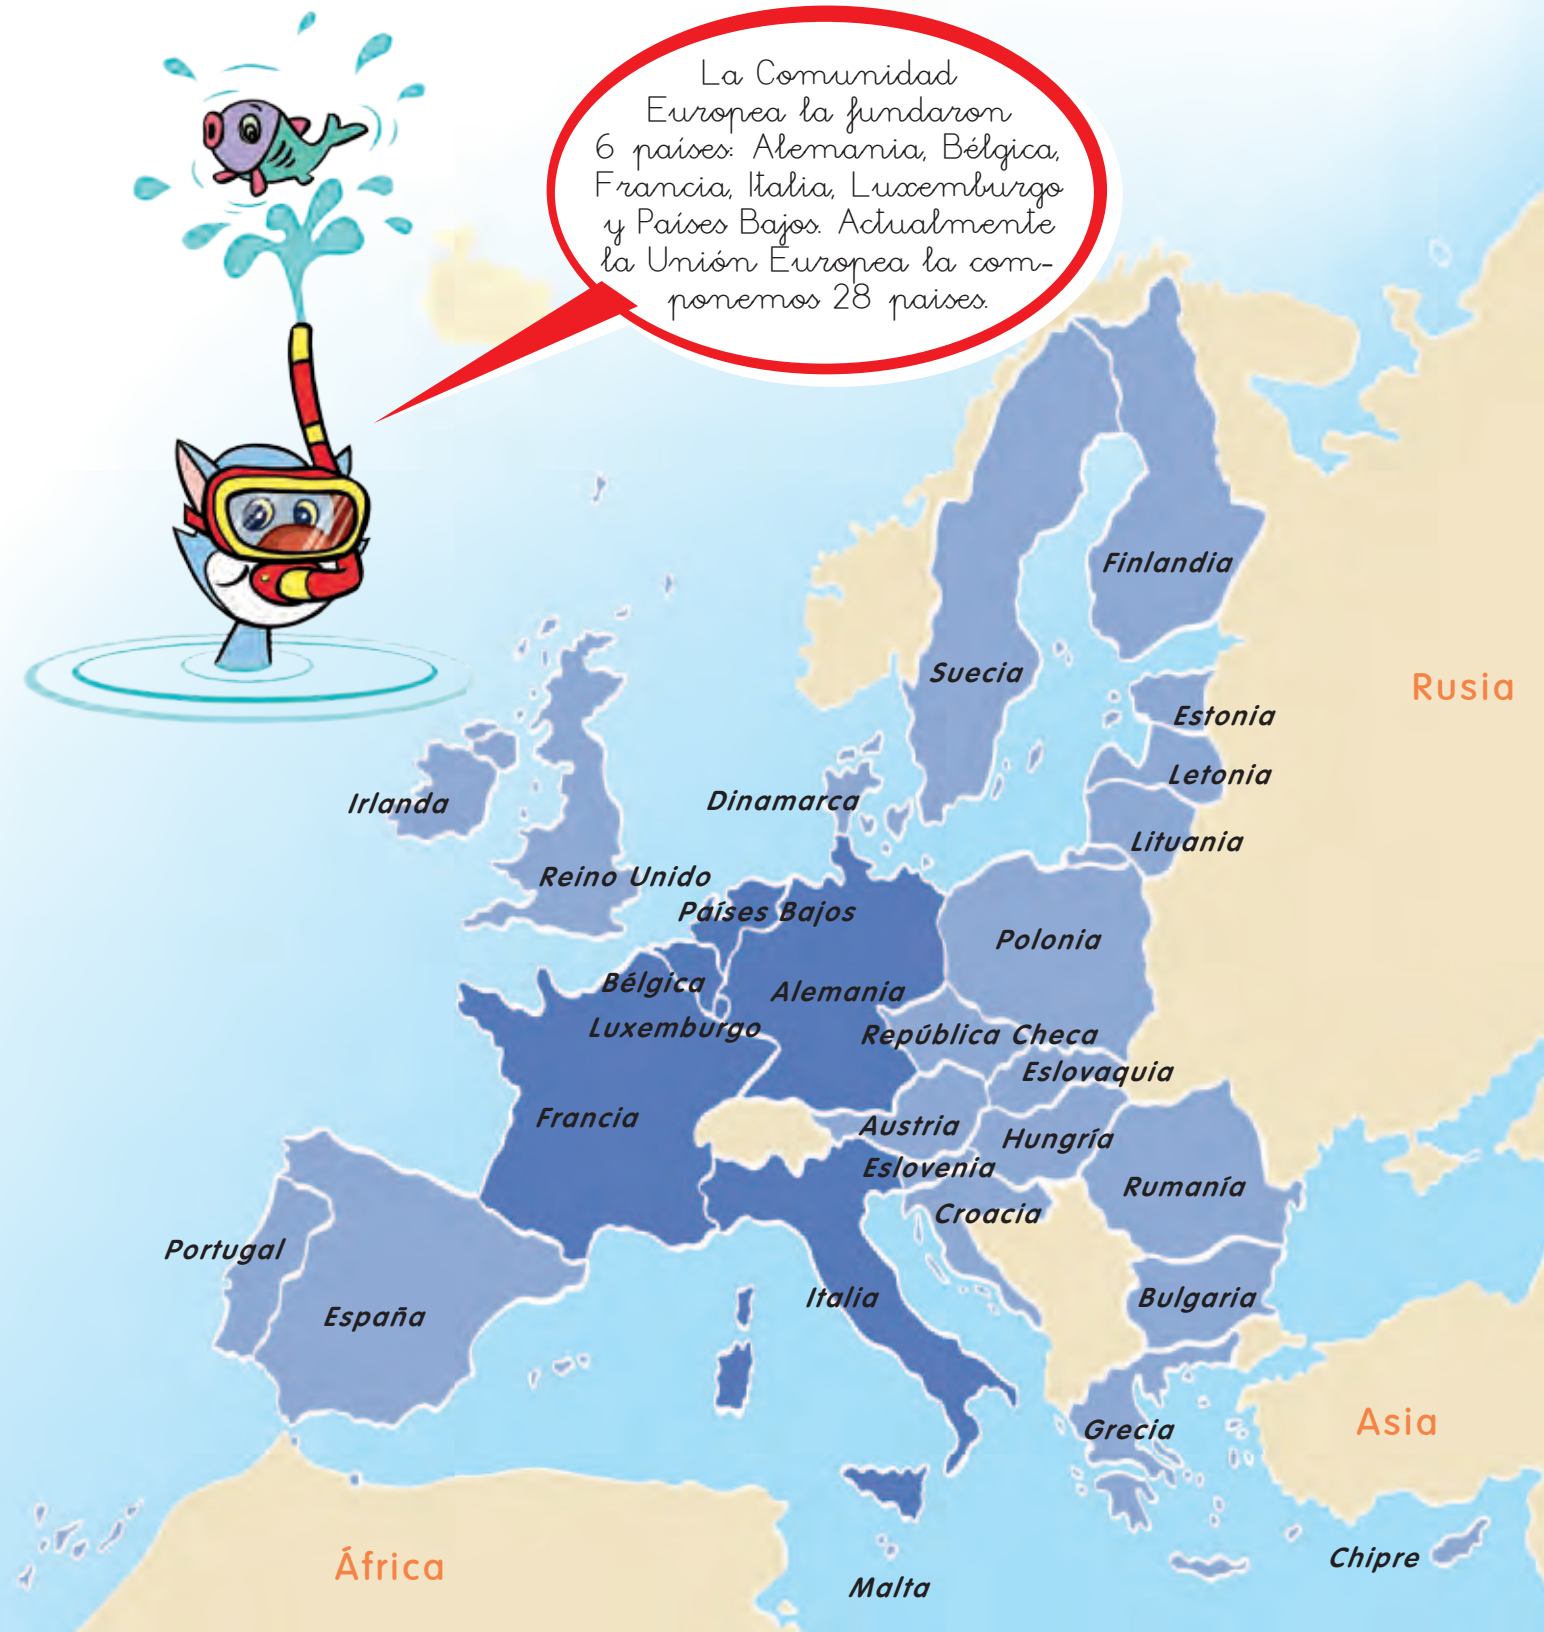 La Comunidad
Europea la fundaron
6 países: Alemania, Bélgica,
Francia, Italia, Luxemburgo
y Países Bajos. Actualmente
la Unión Europea la com-
ponemos 28 paises.
Finlandia
Suecia
Rusia
Estonia
Letonia
Irlanda
Dinamarca
Lituania
Reino Unido
Países Bajos
Polonia
Bélgica
Alemania
Luxemburgo
República Checa
Eslovaquia
Francia
Austria
Hungría
Eslovenia
Rumanía
Croacia
Portugal
Italia
Bulgaria
España
Grecia
Asia
África
Chipre
Malta